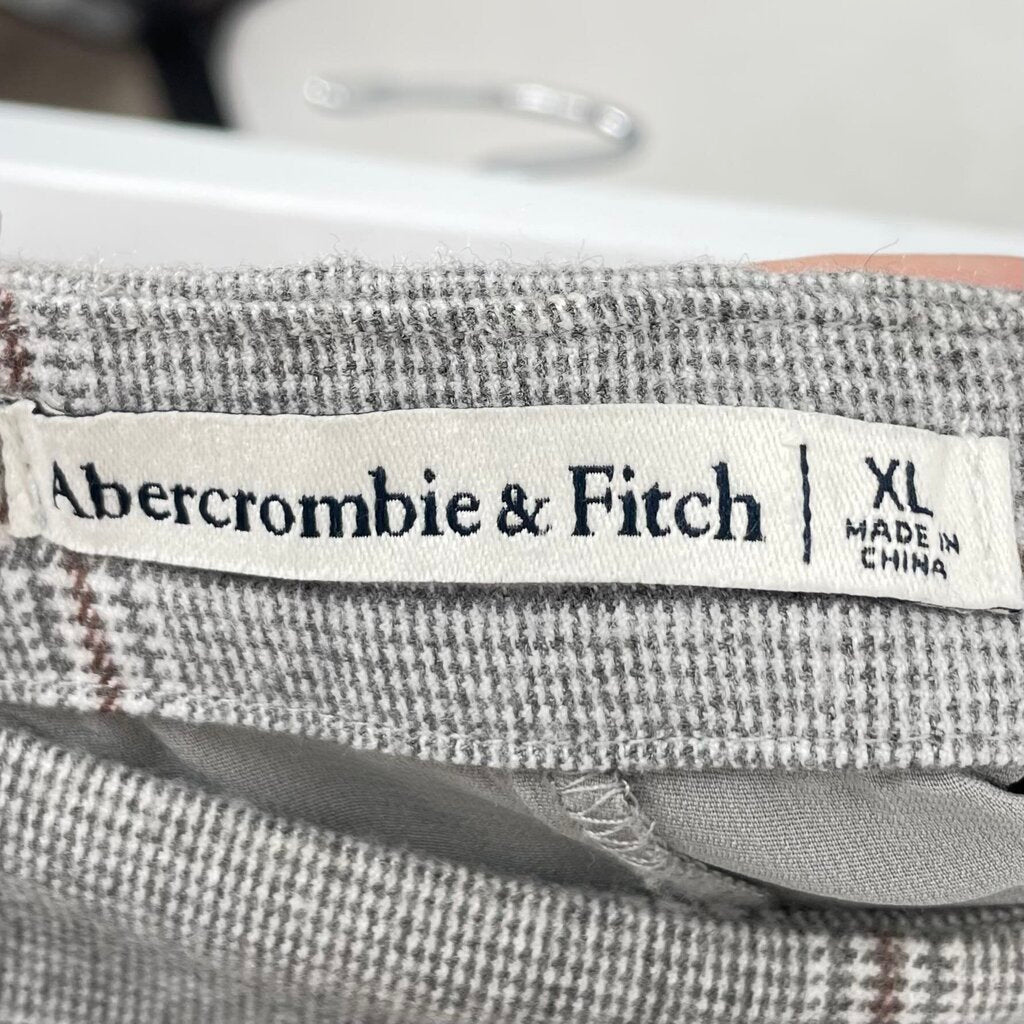 Abercrombie & Fitch
XL
MADE IN
CHINA